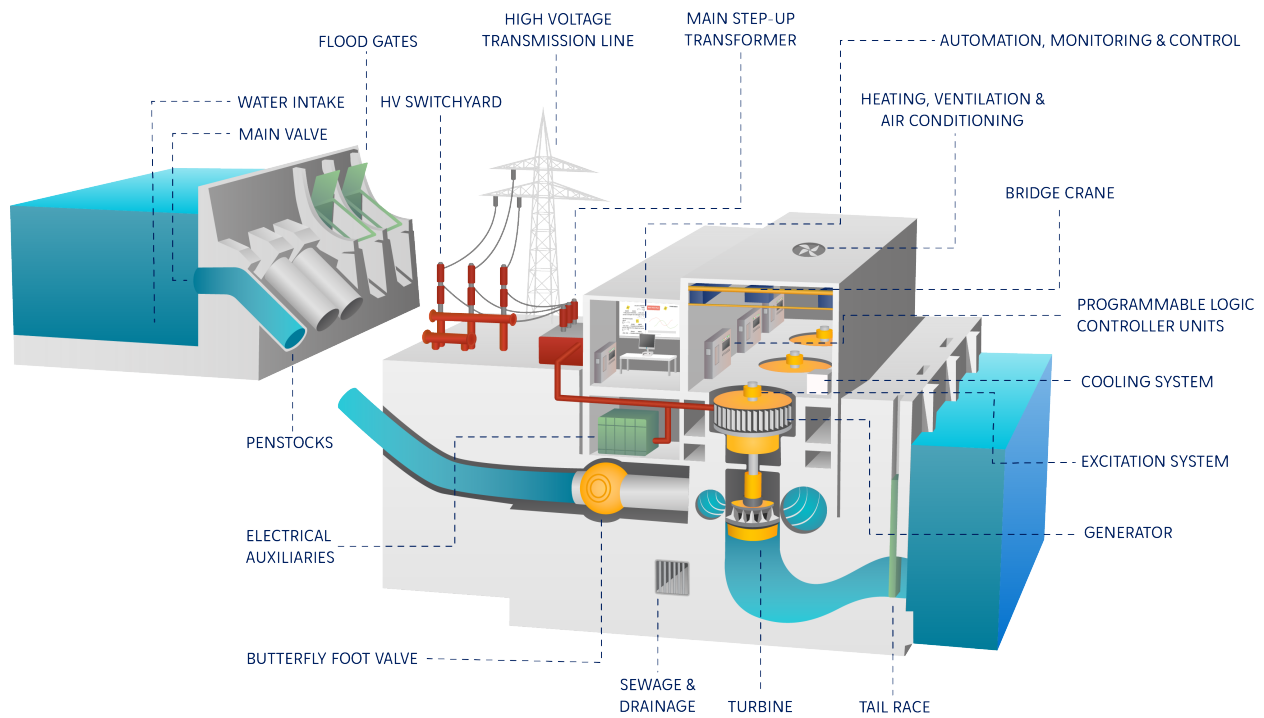 HIGH VOLTAGE
TRANSMISSION LINE
MAIN STEP-UP
TRANSFORMER
FLOOD GATES
AUTOMATION, MONITORING & CONTROL
WATER INTAKE
HV SWITCHYARD
HEATING, VENTILATION &
AIR CONDITIONING
MAIN VALVE
BRIDGE CRANE
PROGRAMMABLE LOGIC
CONTROLLER UNITS
COOLING SYSTEM
PENSTOCKS
EXCITATION SYSTEM
ELECTRICAL
AUXILIARIES
GENERATOR
BUTTERFLY FOOT VALVE
SEWAGE &
DRAINAGE
TURBINE
TAIL RACE